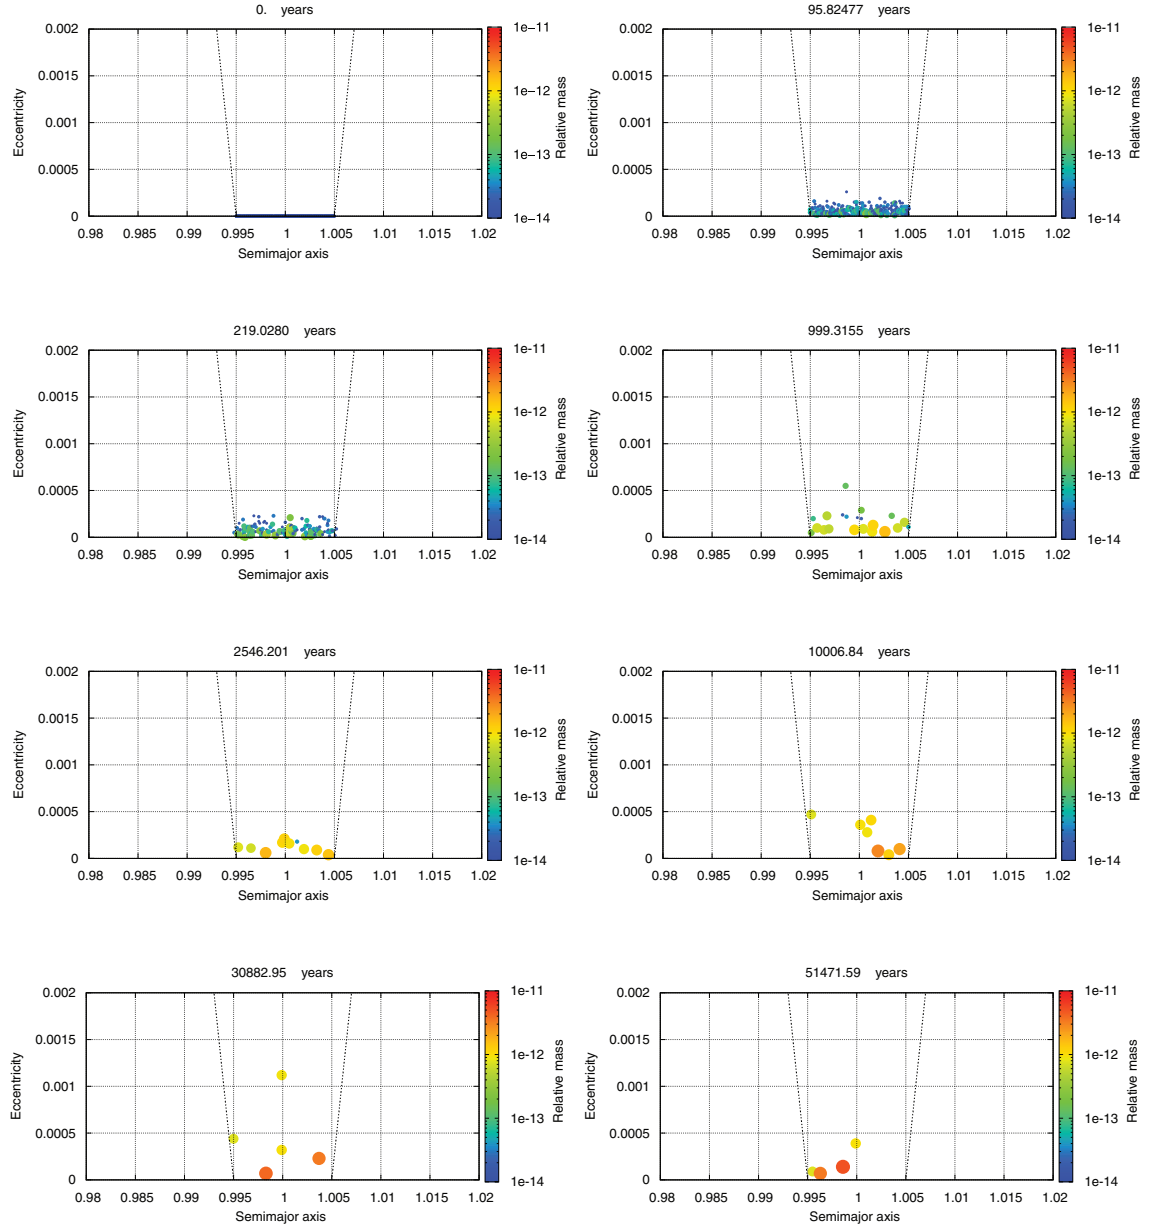 0. years
0.002
0.0015
0.001
0.0005
0
Eccentricity
0.98 0.985 0.99 0.995 1 1.005 1.01 1.015 1.02
Semimajor axis
1e−11
1e−12
1e−13
1e−14
Relative mass
95.82477 years
0.002
0.0015
0.001
0.0005
0
Eccentricity
0.98 0.985 0.99 0.995 1 1.005 1.01 1.015 1.02
Semimajor axis
1e-11
1e-12
1e-13
1e-14
Relative mass
219.0280 years
0.002
0.0015
0.001
0.0005
0
Eccentricity
0.98 0.985 0.99 0.995 1 1.005 1.01 1.015 1.02
Semimajor axis
1e-11
1e-12
1e-13
1e-14
Relative mass
999.3155 years
0.002
0.0015
0.001
0.0005
0
Eccentricity
0.98 0.985 0.99 0.995 1 1.005 1.01 1.015 1.02
Semimajor axis
1e-11
1e-12
1e-13
1e-14
Relative mass
2546.201 years
0.002
0.0015
0.001
0.0005
0
Eccentricity
0.98 0.985 0.99 0.995 1 1.005 1.01 1.015 1.02
Semimajor axis
1e-11
1e-12
1e-13
1e-14
Relative mass
10006.84 years
0.002
0.0015
0.001
0.0005
0
Eccentricity
0.98 0.985 0.99 0.995 1 1.005 1.01 1.015 1.02
Semimajor axis
1e-11
1e-12
1e-13
1e-14
Relative mass
30882.95 years
0.002
0.0015
0.001
0.0005
0
Eccentricity
0.98 0.985 0.99 0.995 1 1.005 1.01 1.015 1.02
Semimajor axis
1e-11
1e-12
1e-13
1e-14
Relative mass
51471.59 years
0.002
0.0015
0.001
0.0005
0
Eccentricity
0.98 0.985 0.99 0.995 1 1.005 1.01 1.015 1.02
Semimajor axis
1e-11
1e-12
1e-13
1e-14
Relative mass